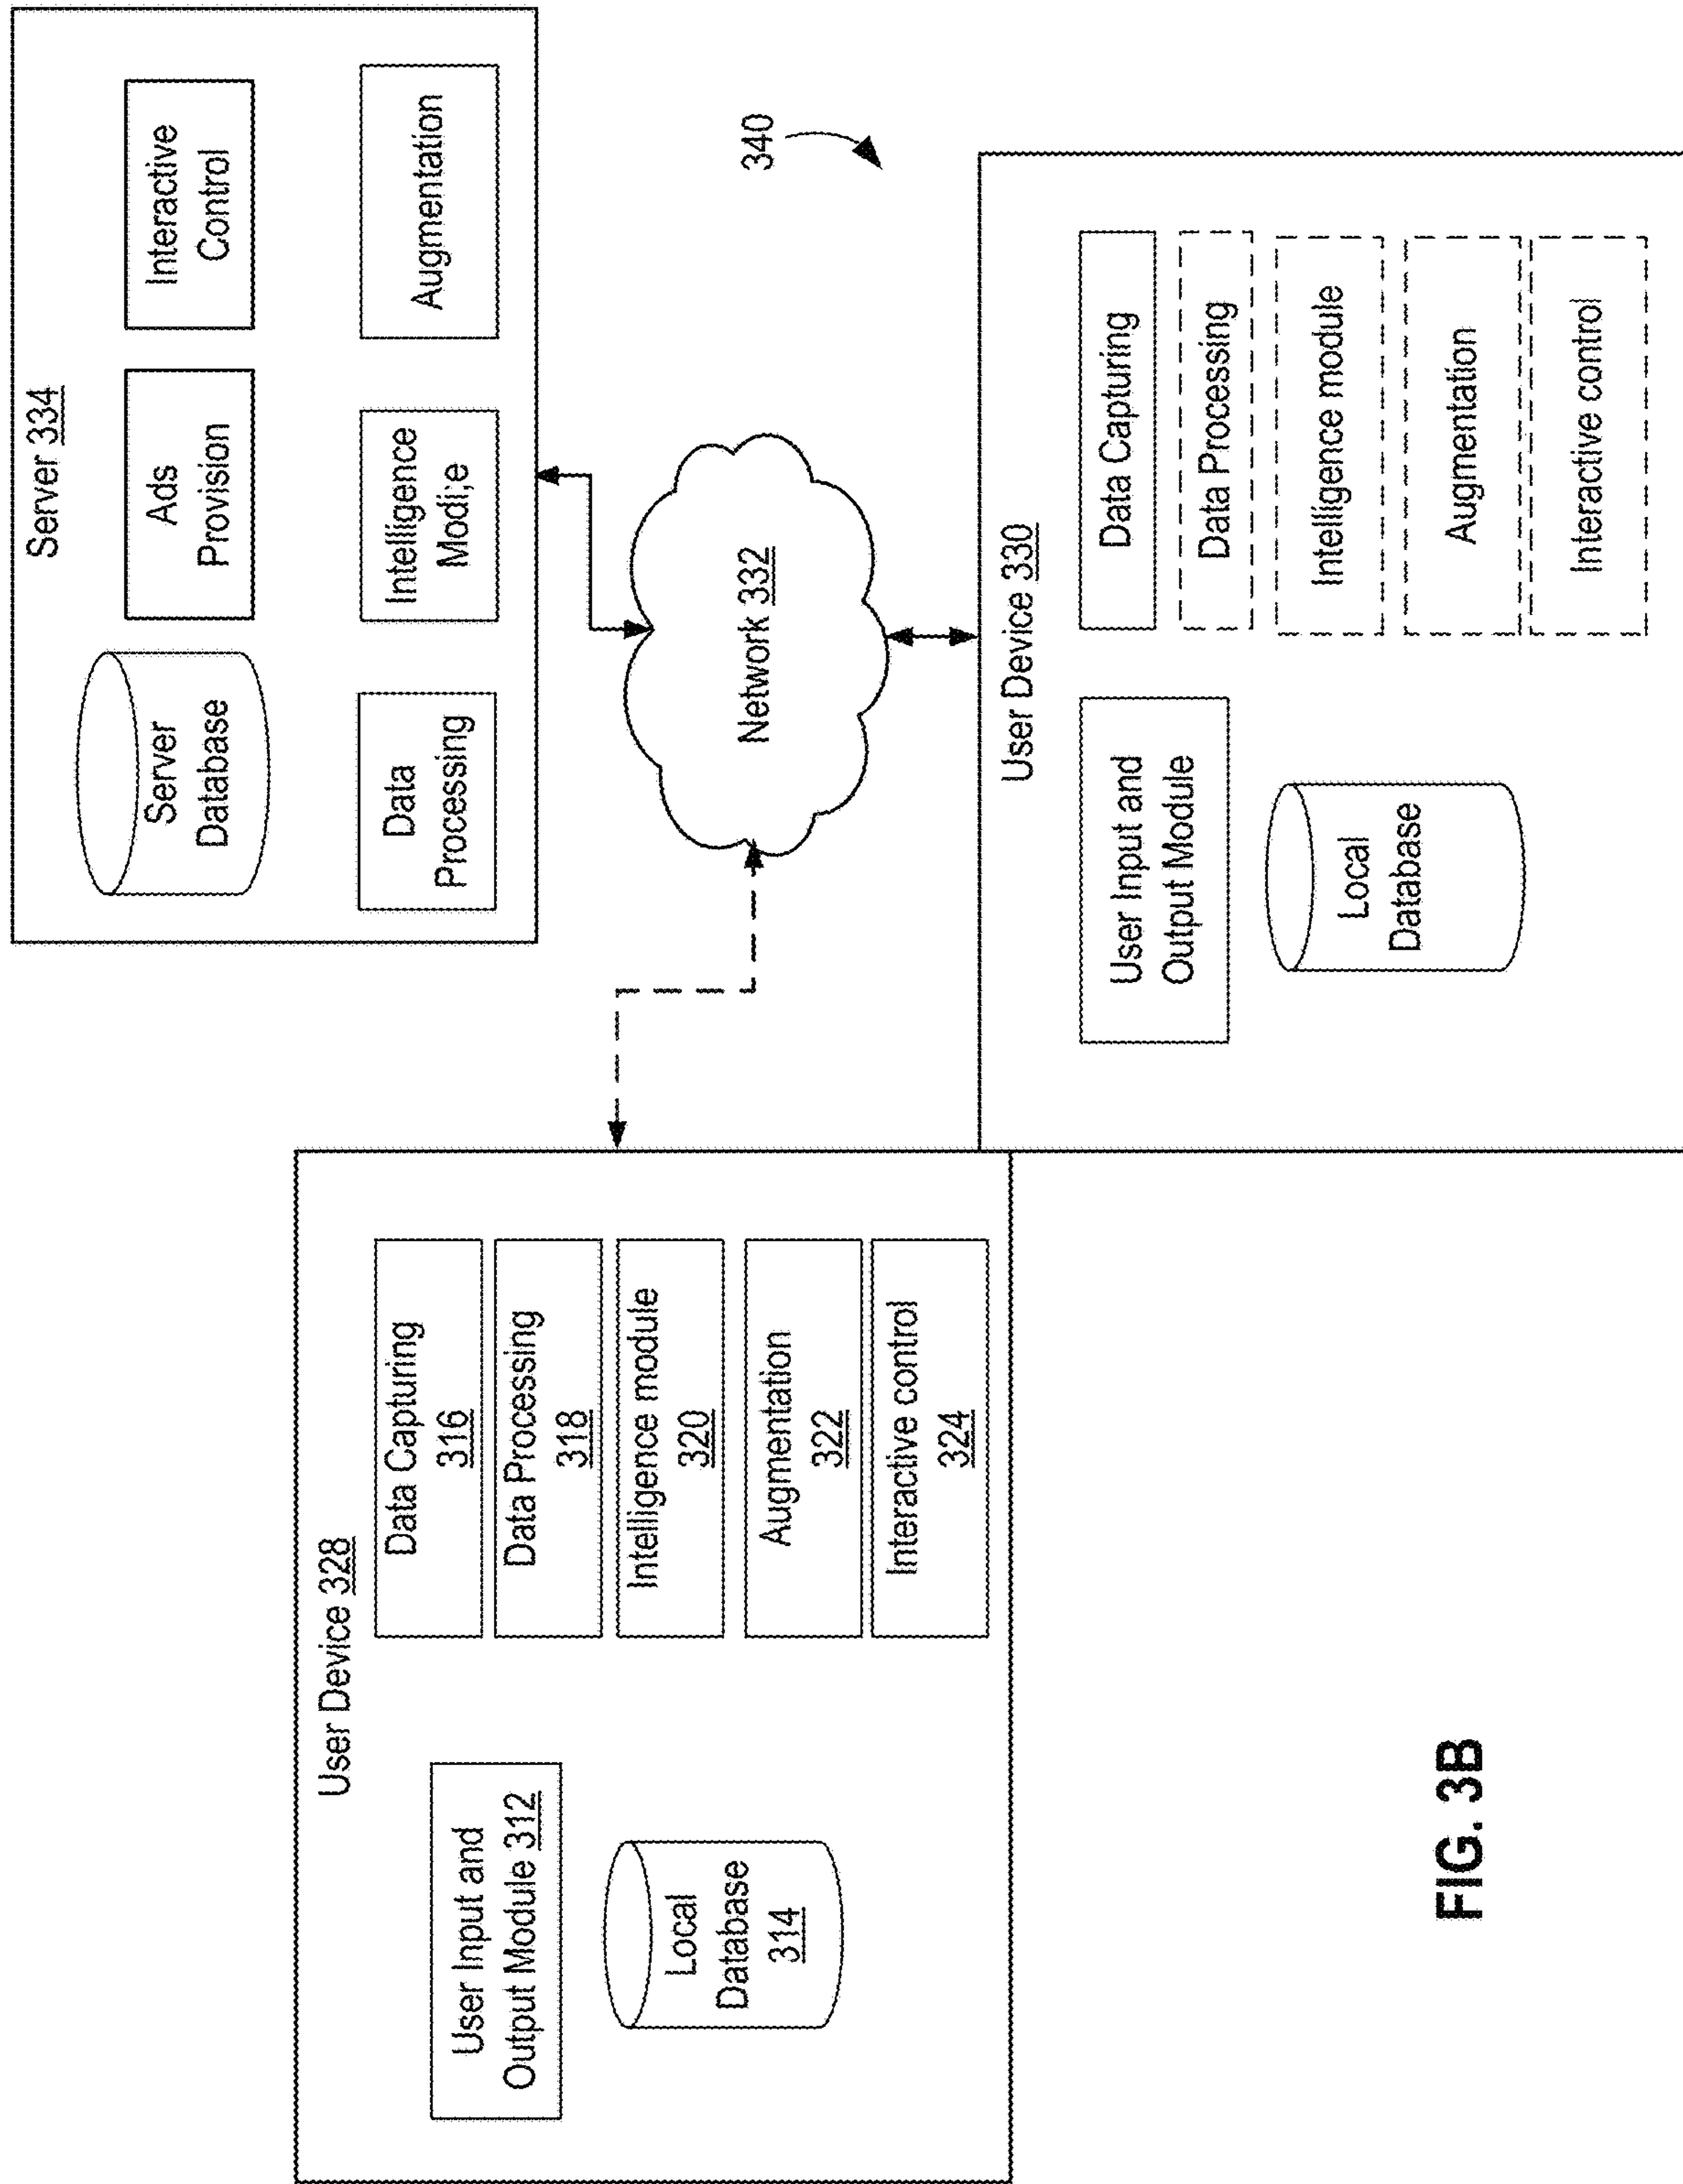 User Device 328
User Input and
Output Module 312
Local
Database
314
Data Capturing
316
Data Processing
318
Intelligence module
320
Augmentation
322
Interactive control
324
Server 334
Server
Database
Ads
Provision
Interactive
Control
Data
Processing
Intelligence
Modi;e
Augmentation
Network 332
340
User Device 330
User Input and
Output Module
Local
Database
Data Capturing
Data Processing
Intelligence module
Augmentation
Interactive control
FIG. 3B